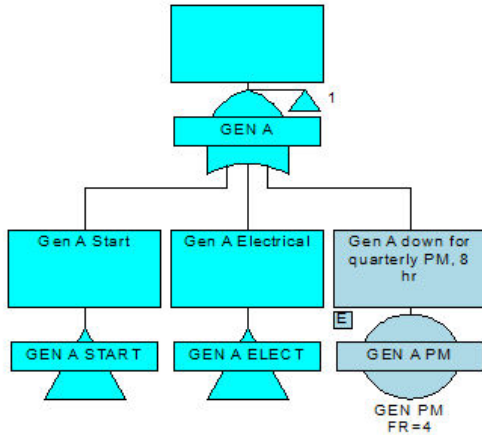 1
GEN A
Gen A Start
Gen A Electrical
Gen A down for
quarterly PM, 8
hr
E
GEN A START
GEN A ELECT
GEN A PM
GEN PM
FR=4